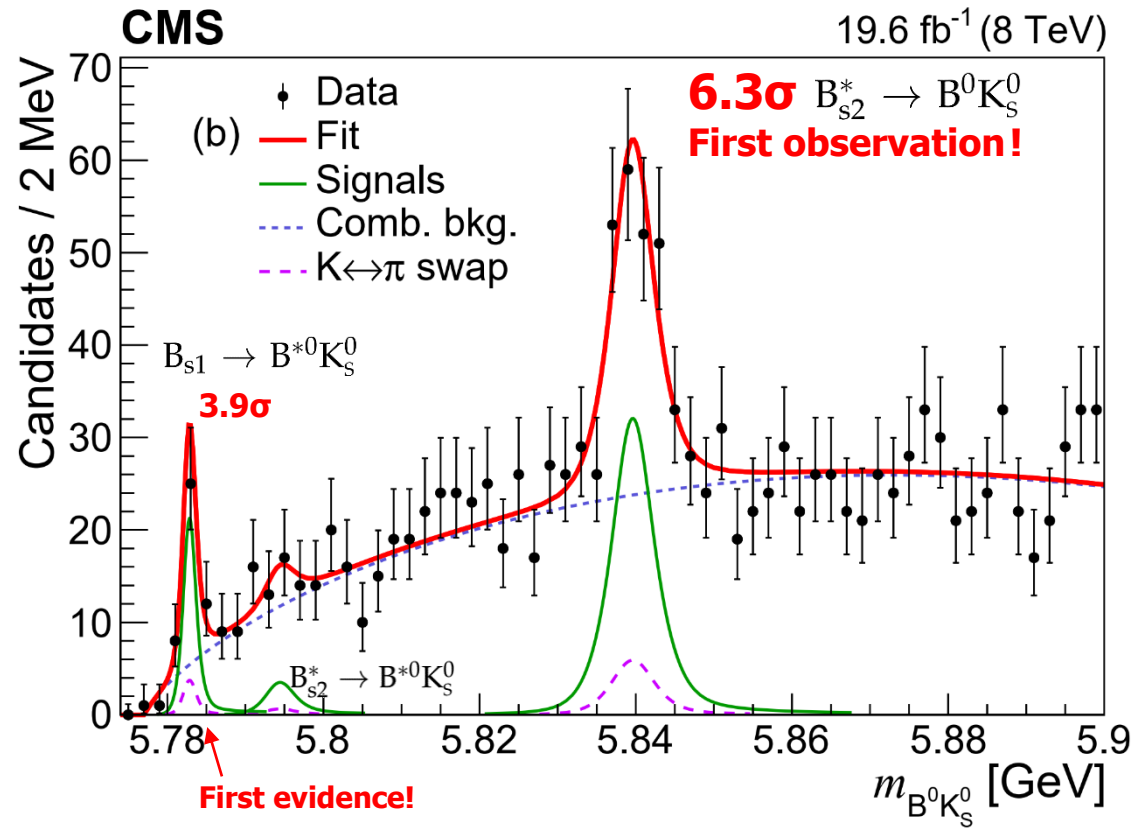 CMS
19.6 fb⁻¹ (8 TeV)
Candidates / 2 MeV
70
60
50
40
30
20
10
0
(b)
Data
Fit
Signals
Comb. bkg.
K↔π swap
6.3σ B*s2 → B⁰K⁰S
First observation!
Bs1 → B*⁰K⁰S
3.9σ
B*s2 → B*⁰K⁰S
5.78 5.8 5.82 5.84 5.86 5.88 5.9
First evidence!
mB⁰K⁰S [GeV]